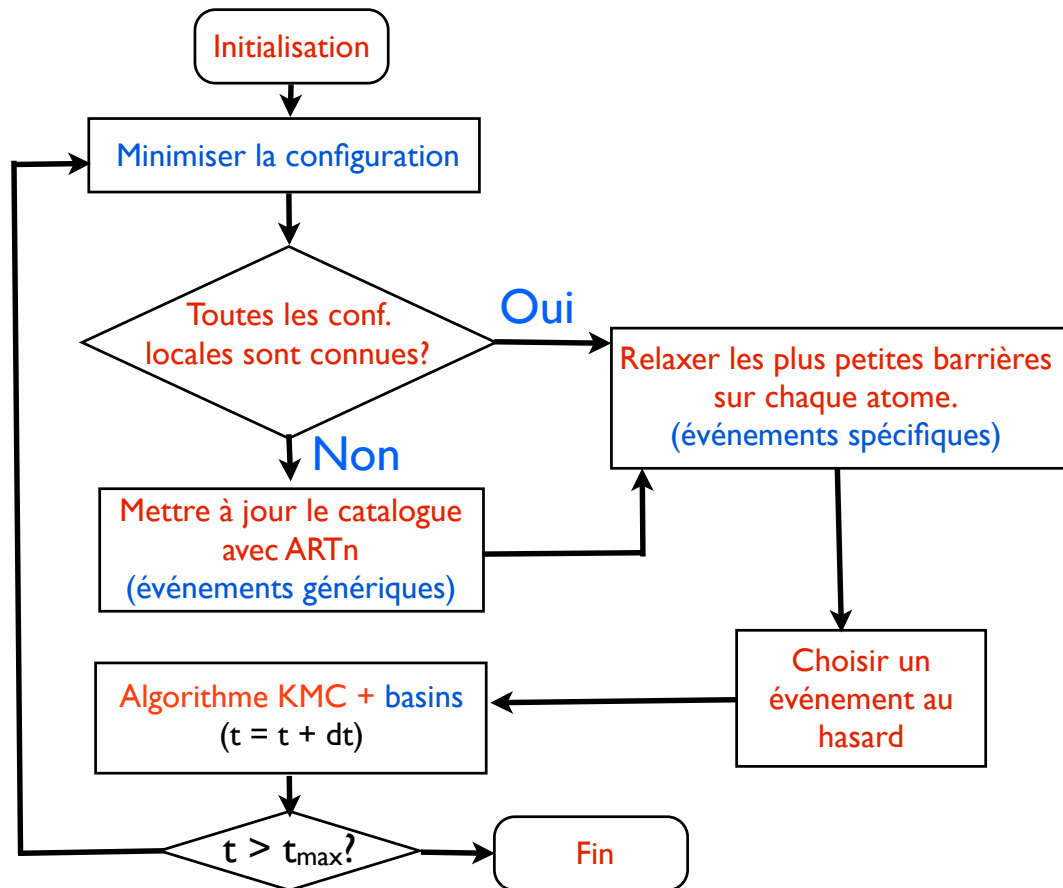 Initialisation
Minimiser la configuration
Toutes les conf.
locales sont connues?
Oui
Relaxer les plus petites barrières
sur chaque atome.
(événements spécifiques)
Non
Mettre à jour le catalogue
avec ARTn
(événements génériques)
Choisir un
événement au
hasard
Algorithme KMC + basins
(t = t + dt)
t > tmax?
Fin